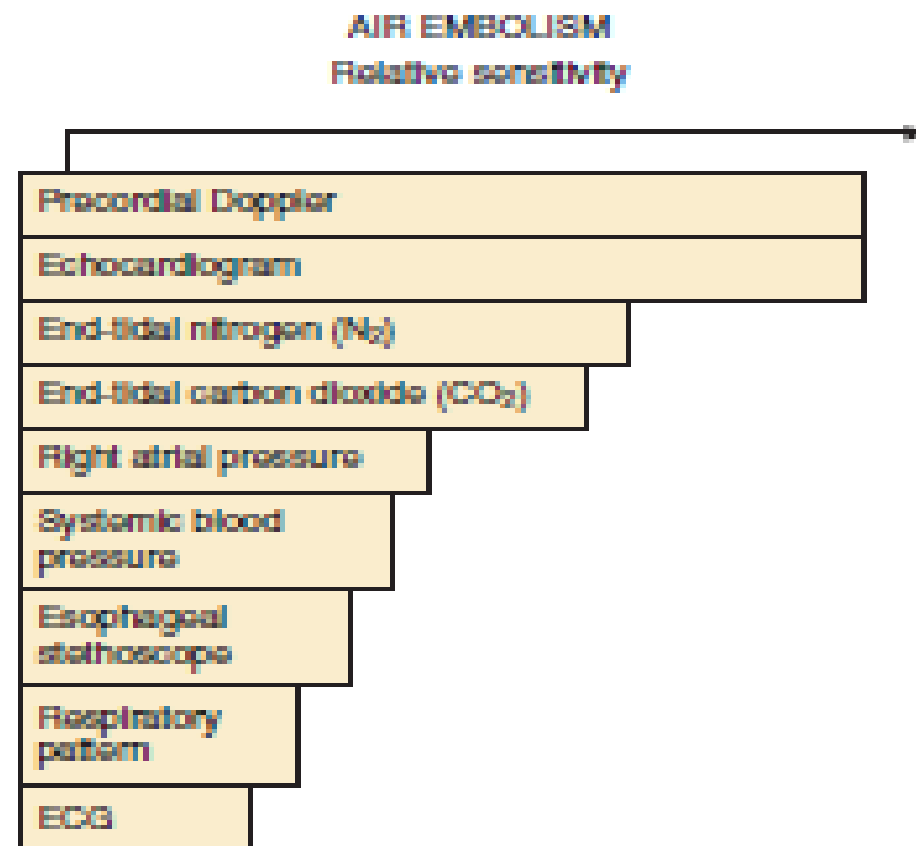 AIR EMBOLISM
Relative sensitivity
Precordial Doppler
Echocardiogram
End-tidal nitrogen (N₂)
End-tidal carbon dioxide (CO₂)
Right atrial pressure
Systemic blood
pressure
Esophageal
stethoscope
Respiratory
pattern
ECG